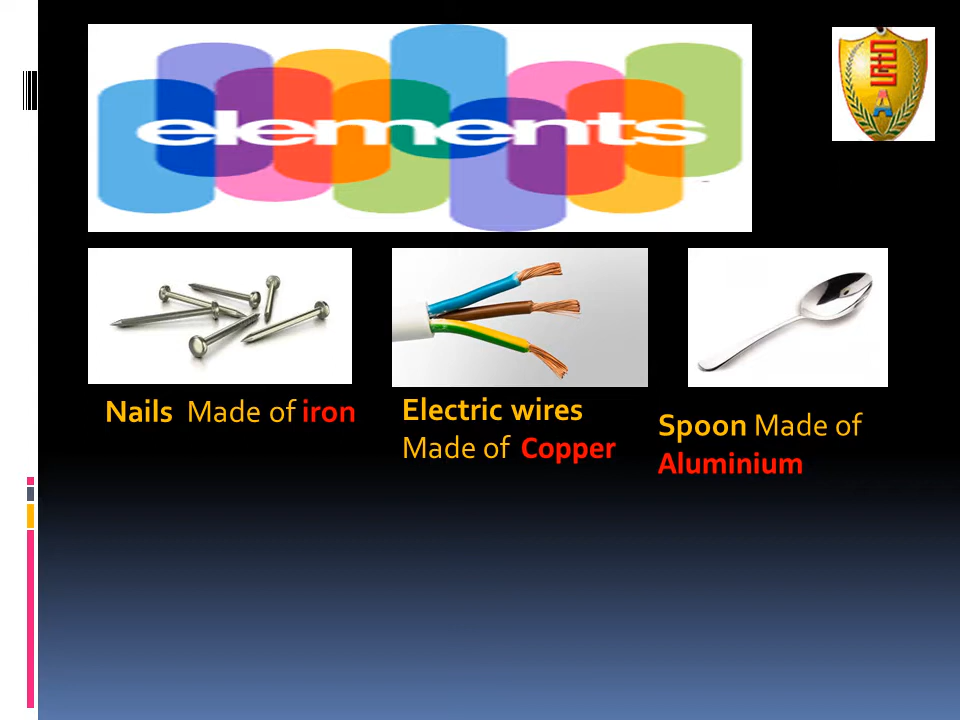 elements
Nails Made of iron
Electric wires
Made of Copper
Spoon Made of
Aluminium